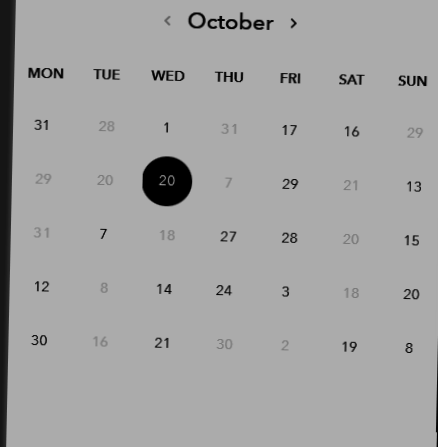 ‹ October ›
MON TUE WED THU FRI SAT SUN
31 28 1 31 17 16 29
29 20 20 7 29 21 13
31 7 18 27 28 20 15
12 8 14 24 3 18 20
30 16 21 30 2 19 8